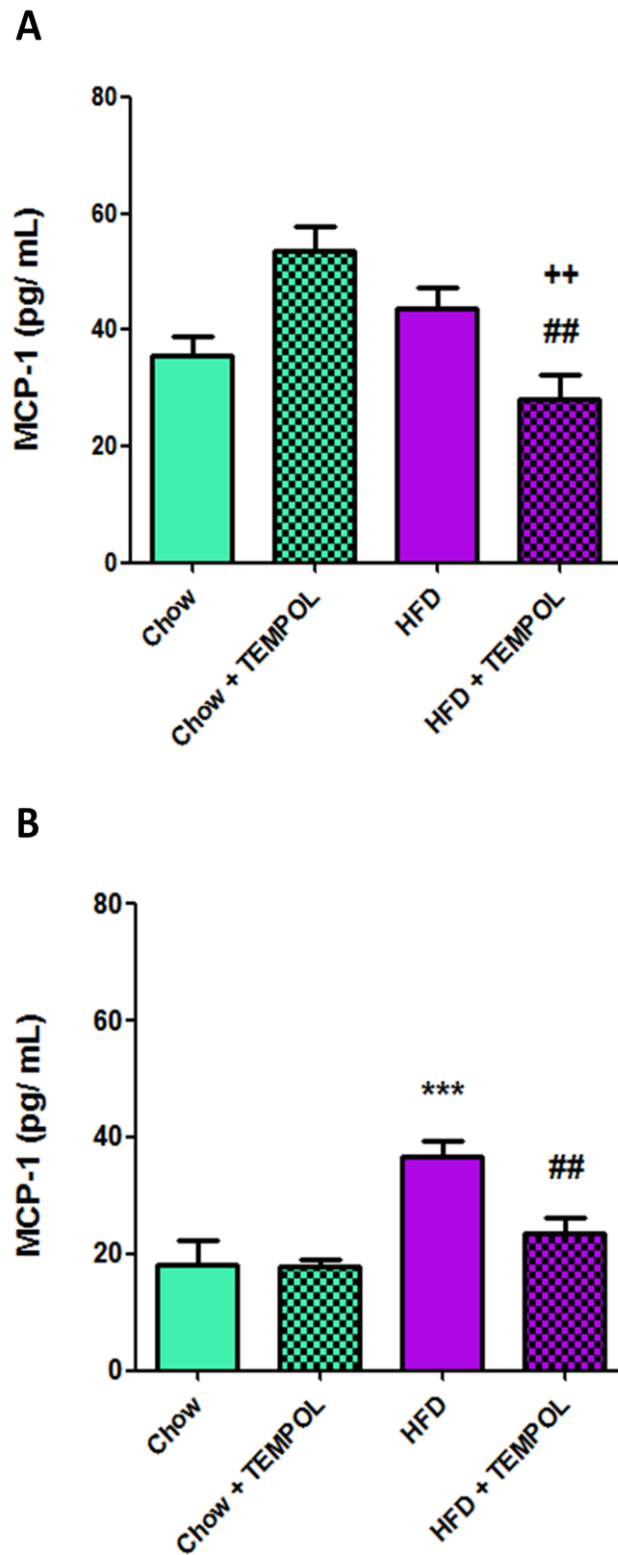 A
MCP-1 (pg/ mL)
80
60
40
20
0
++
##
Chow
Chow + TEMPOL
HFD
HFD + TEMPOL
B
MCP-1 (pg/ mL)
80
60
40
20
0
***
##
Chow
Chow + TEMPOL
HFD
HFD + TEMPOL